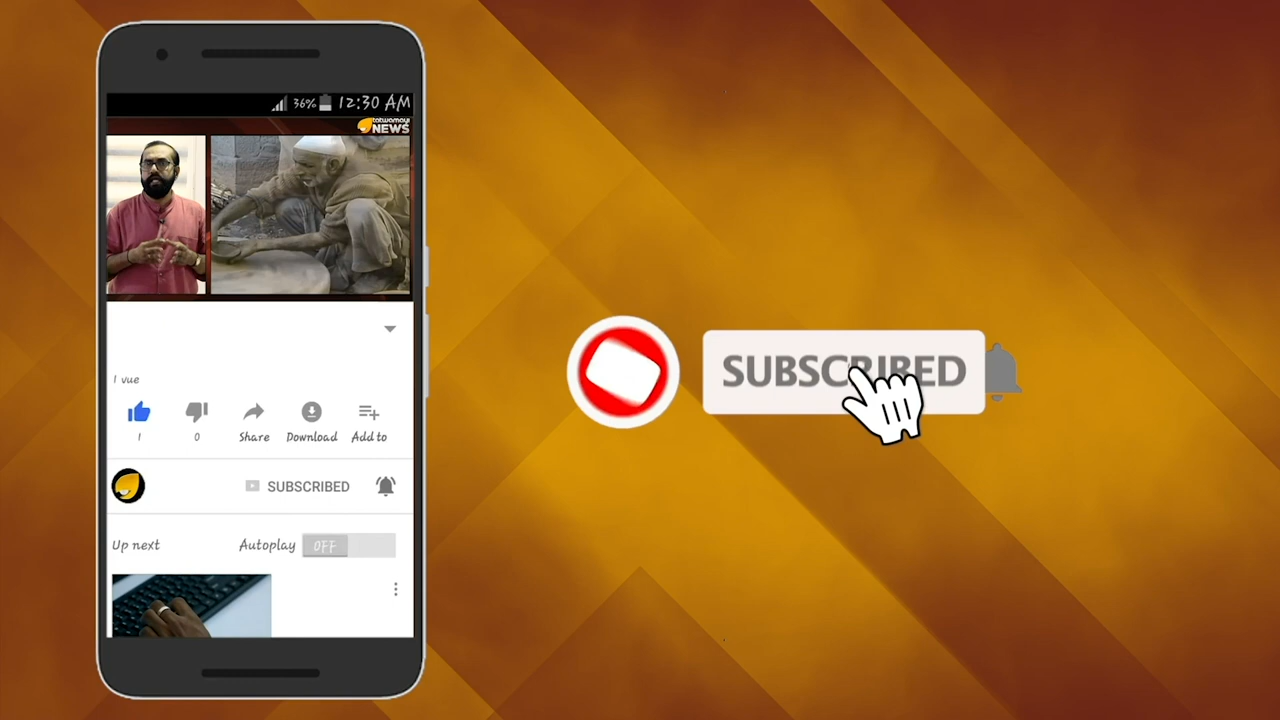 36% 12:30 AM
tatwamayi
NEWS
1 vue
1
0
Share
Download
Add to
SUBSCRIBED
Up next
Autoplay
OFF
SUBSCRIBED